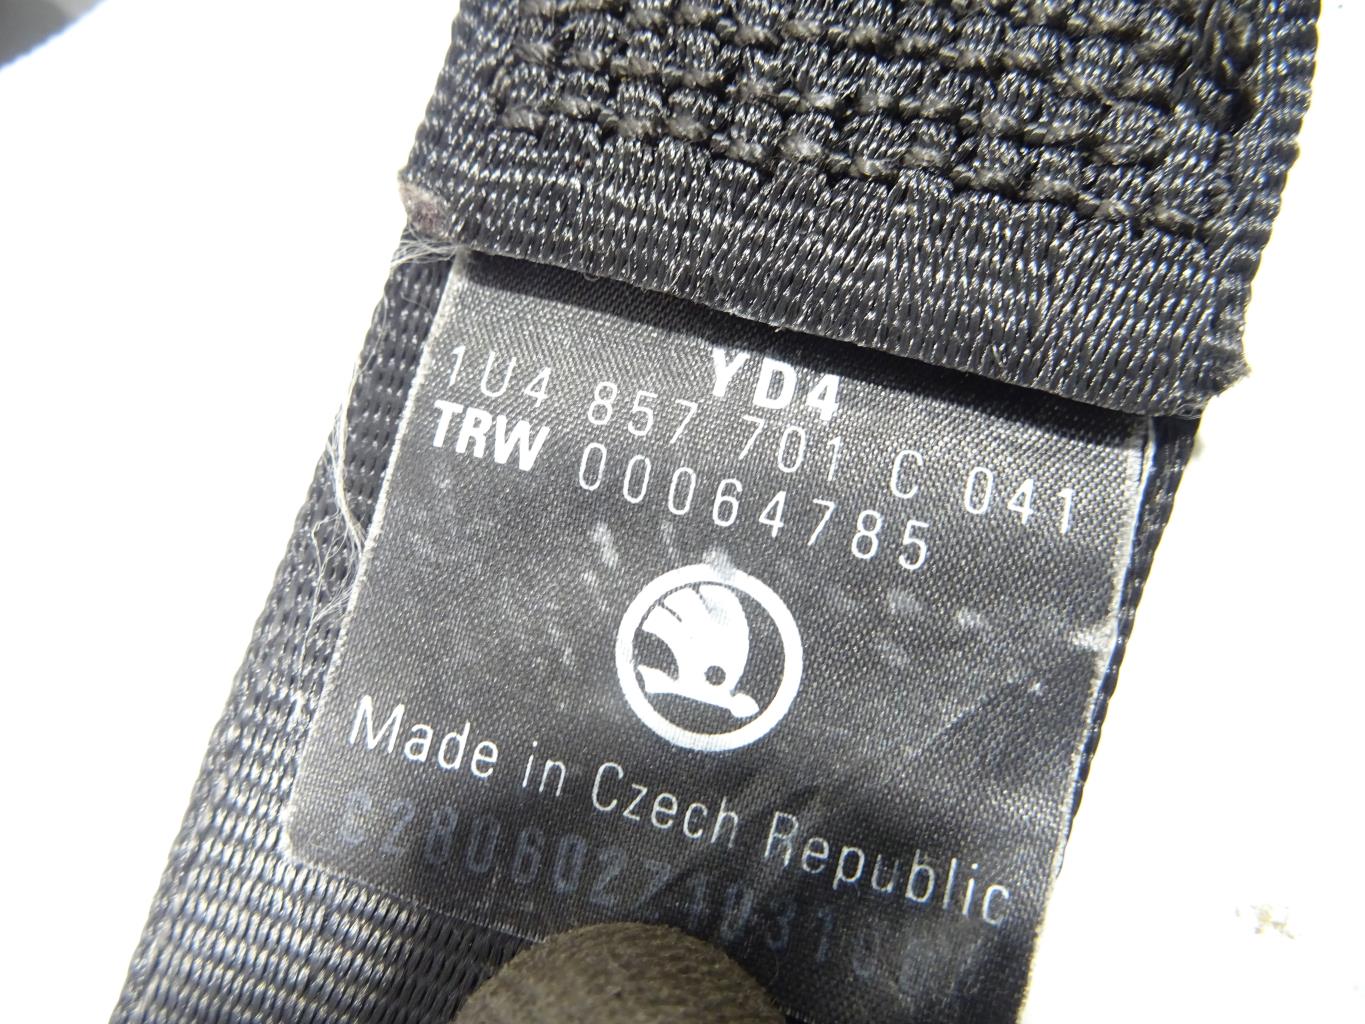 YD4
1U4 857 701 C 041
TRW 00064785
Made in Czech Republic